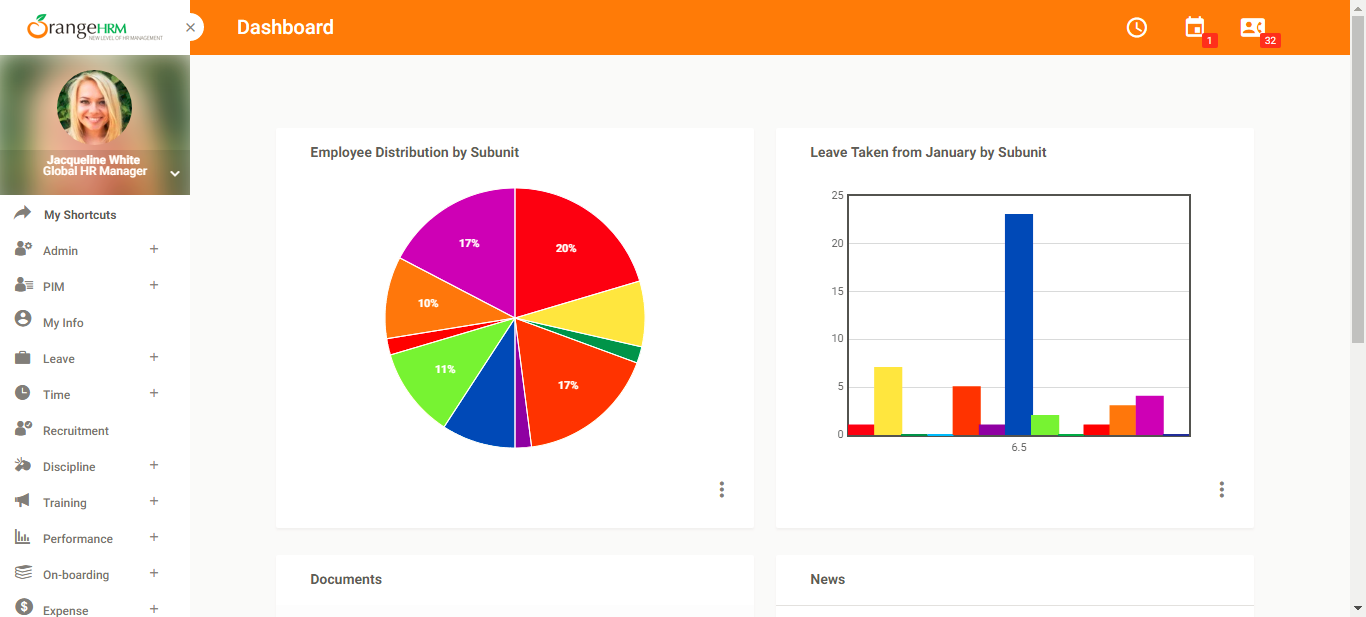 OrangeHRM
NEW LEVEL OF HR MANAGEMENT
Dashboard
1
32
Jacqueline White
Global HR Manager
My Shortcuts
Admin +
PIM +
My Info
Leave +
Time +
Recruitment
Discipline +
Training +
Performance +
On-boarding +
Expense +
Employee Distribution by Subunit
17%
20%
10%
11%
17%
Leave Taken from January by Subunit
25
20
15
10
5
0
6.5
Documents
News